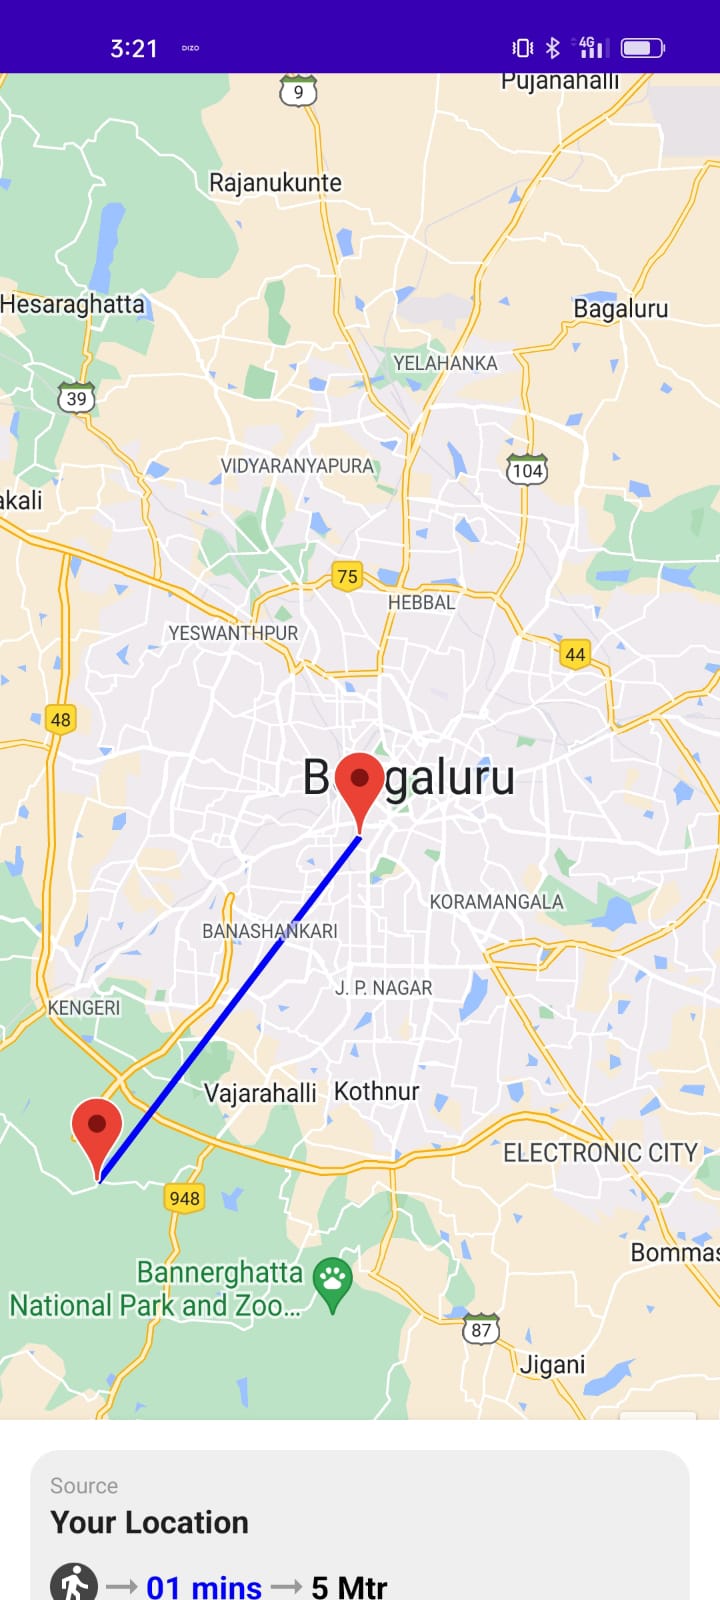 3:21 DIZO 4G
9 Pujanahalli
Rajanukunte
Hesaraghatta Bagaluru
YELAHANKA
39
VIDYARANYAPURA 104
akali
75
HEBBAL
YESWANTHPUR
44
48
B galuru
KORAMANGALA
BANASHANKARI
J. P. NAGAR
KENGERI
Vajarahalli Kothnur
ELECTRONIC CITY
948
Bommas
Bannerghatta
National Park and Zoo...
87
Jigani
Source
Your Location
01 mins 5 Mtr